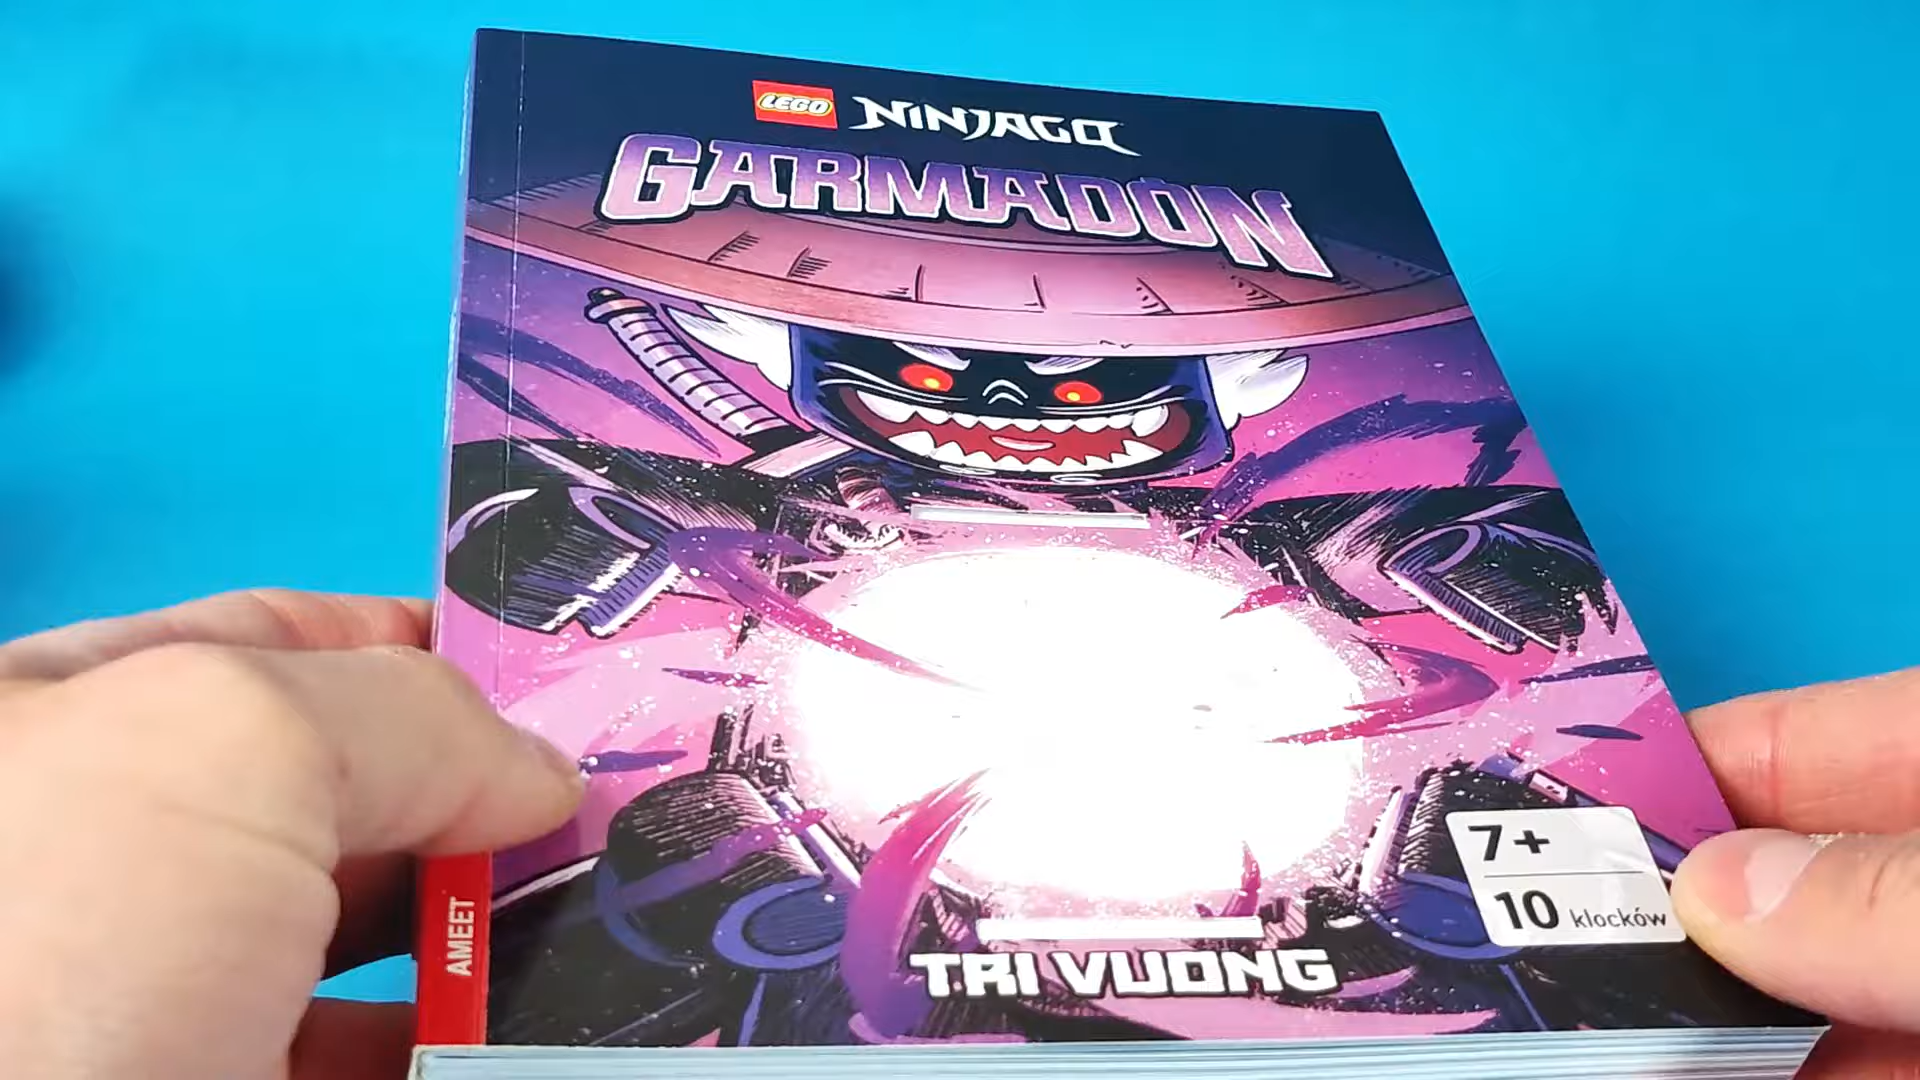 LEGO NINJAGO
GARMADON
7+
10 klocków
AMEET
TRI VUONG